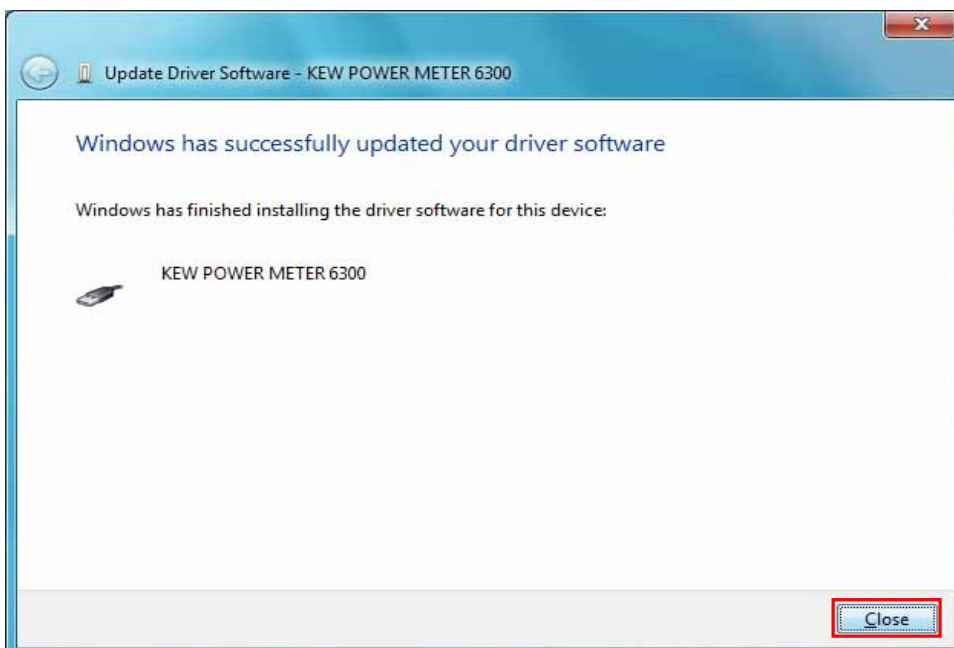 Update Driver Software - KEW POWER METER 6300
Windows has successfully updated your driver software
Windows has finished installing the driver software for this device:
KEW POWER METER 6300
Close